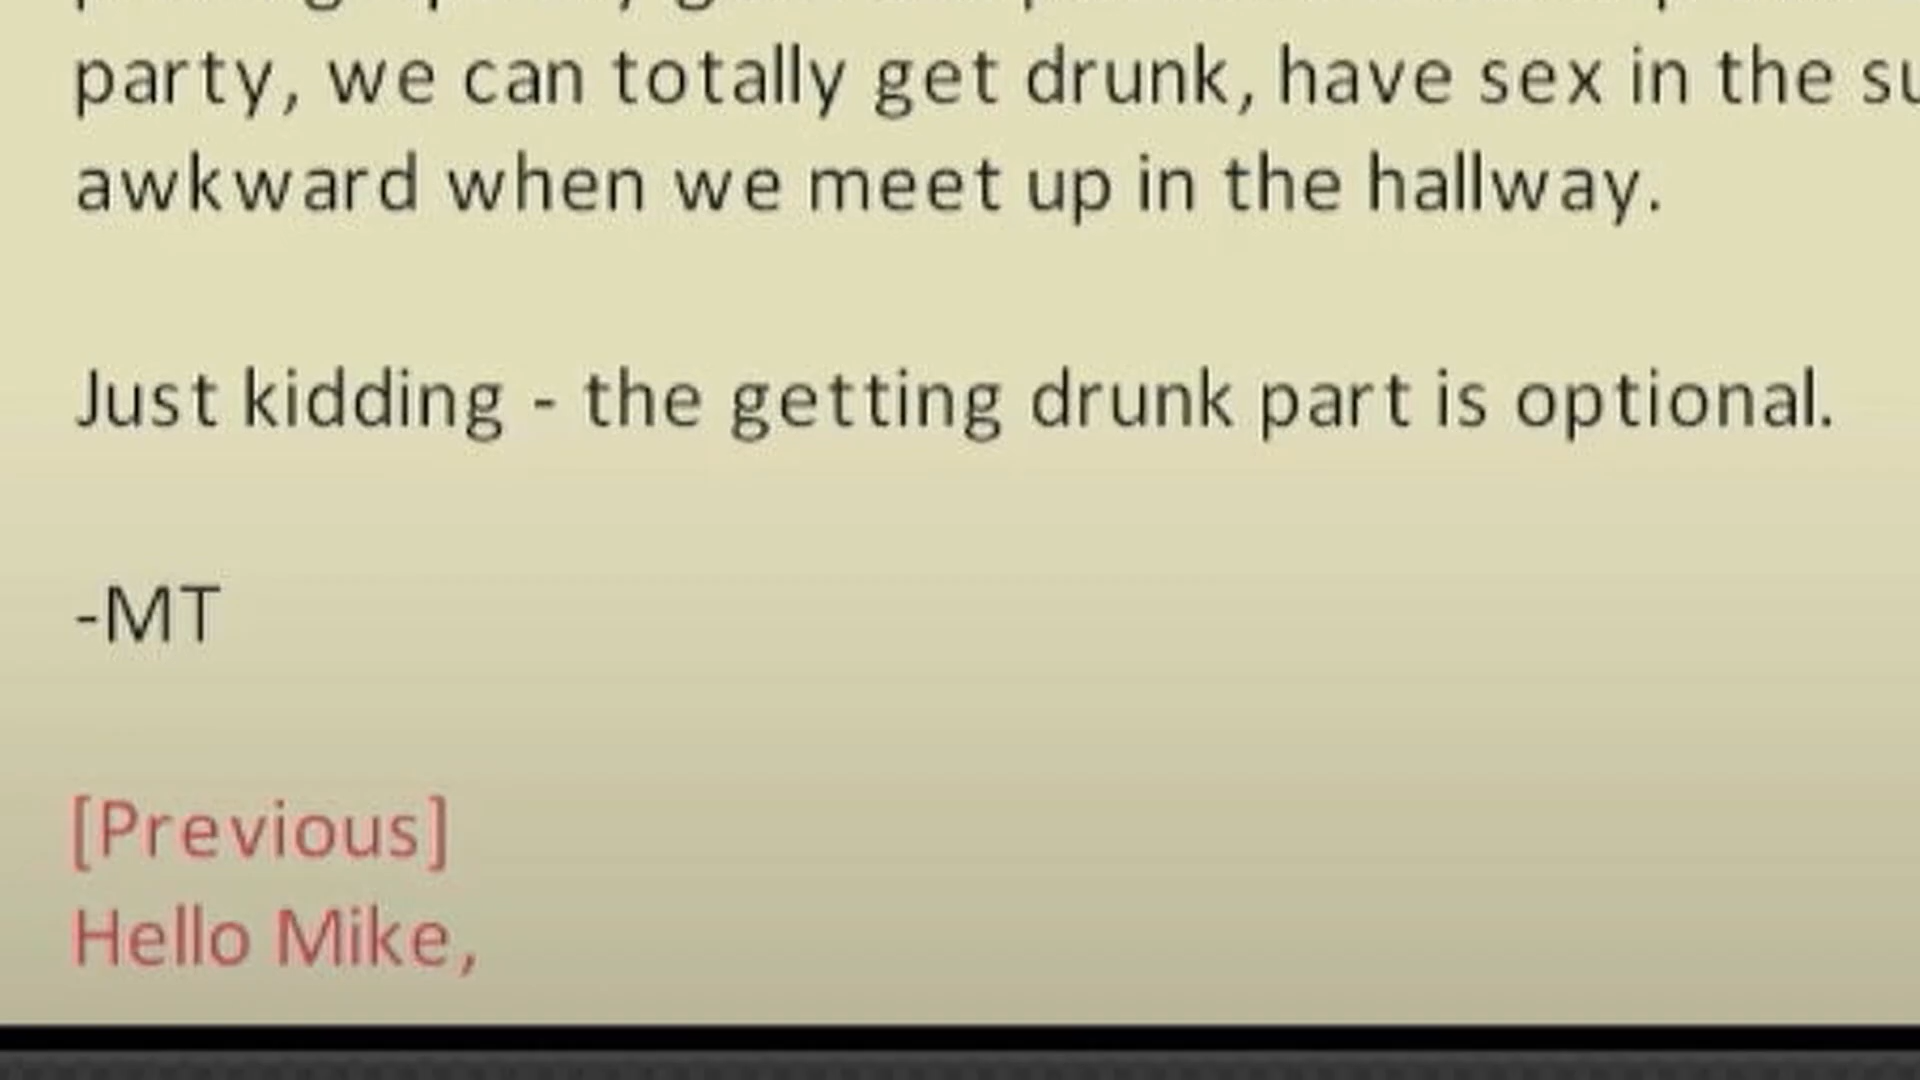 party, we can totally get drunk, have sex in the
awkward when we meet up in the hallway.
Just kidding - the getting drunk part is optional.
-MT
[Previous]
Hello Mike,